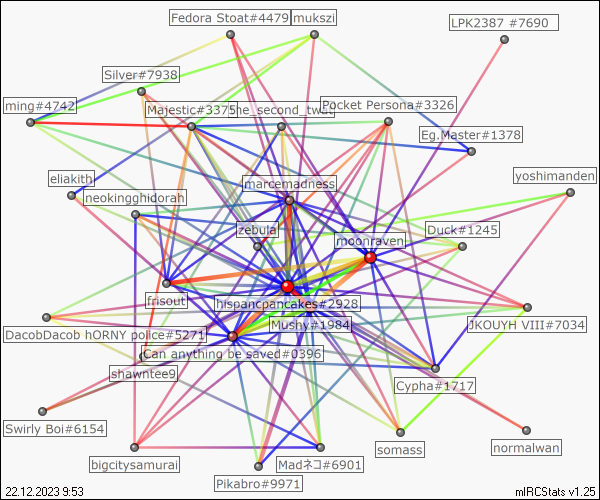 Fedora Stoat#4479
mukszi
LPK2387 #7690
Silver#7938
ming#4742
Majestic#3375
he_second_twat
Pocket Persona#3326
Eg.Master#1378
eliakith
marcemadness
yoshimanden
neokingghidorah
zebula
moonraven
Duck#1245
frisout
hispancpancakes#2928
DacobDacob hORNY police#5271
Mushy#1984
JKOUYH VIII#7034
Can anything be saved#0396
shawntee9
Cypha#1717
Swirly Boi#6154
somass
normalwan
bigcitysamurai
Madネコ#6901
Pikabro#9971
22.12.2023 9:53
mIRCStats v1.25